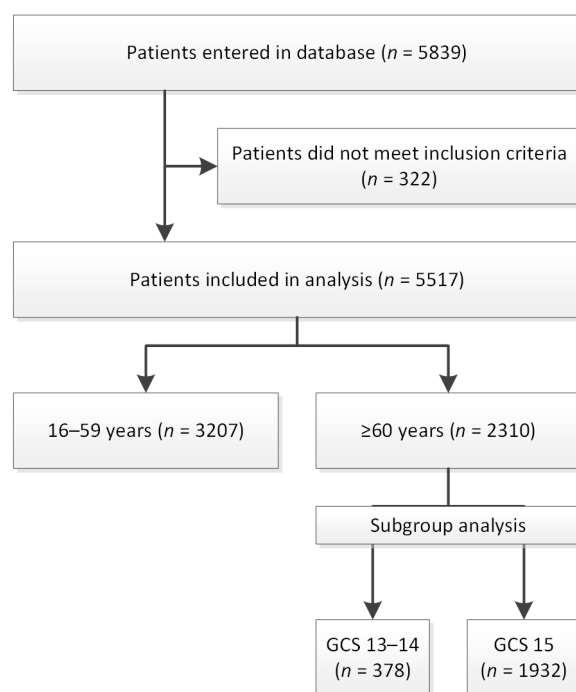 Patients entered in database (n = 5839)
Patients did not meet inclusion criteria
(n = 322)
Patients included in analysis (n = 5517)
16–59 years (n = 3207)
≥60 years (n = 2310)
Subgroup analysis
GCS 13–14
(n = 378)
GCS 15
(n = 1932)